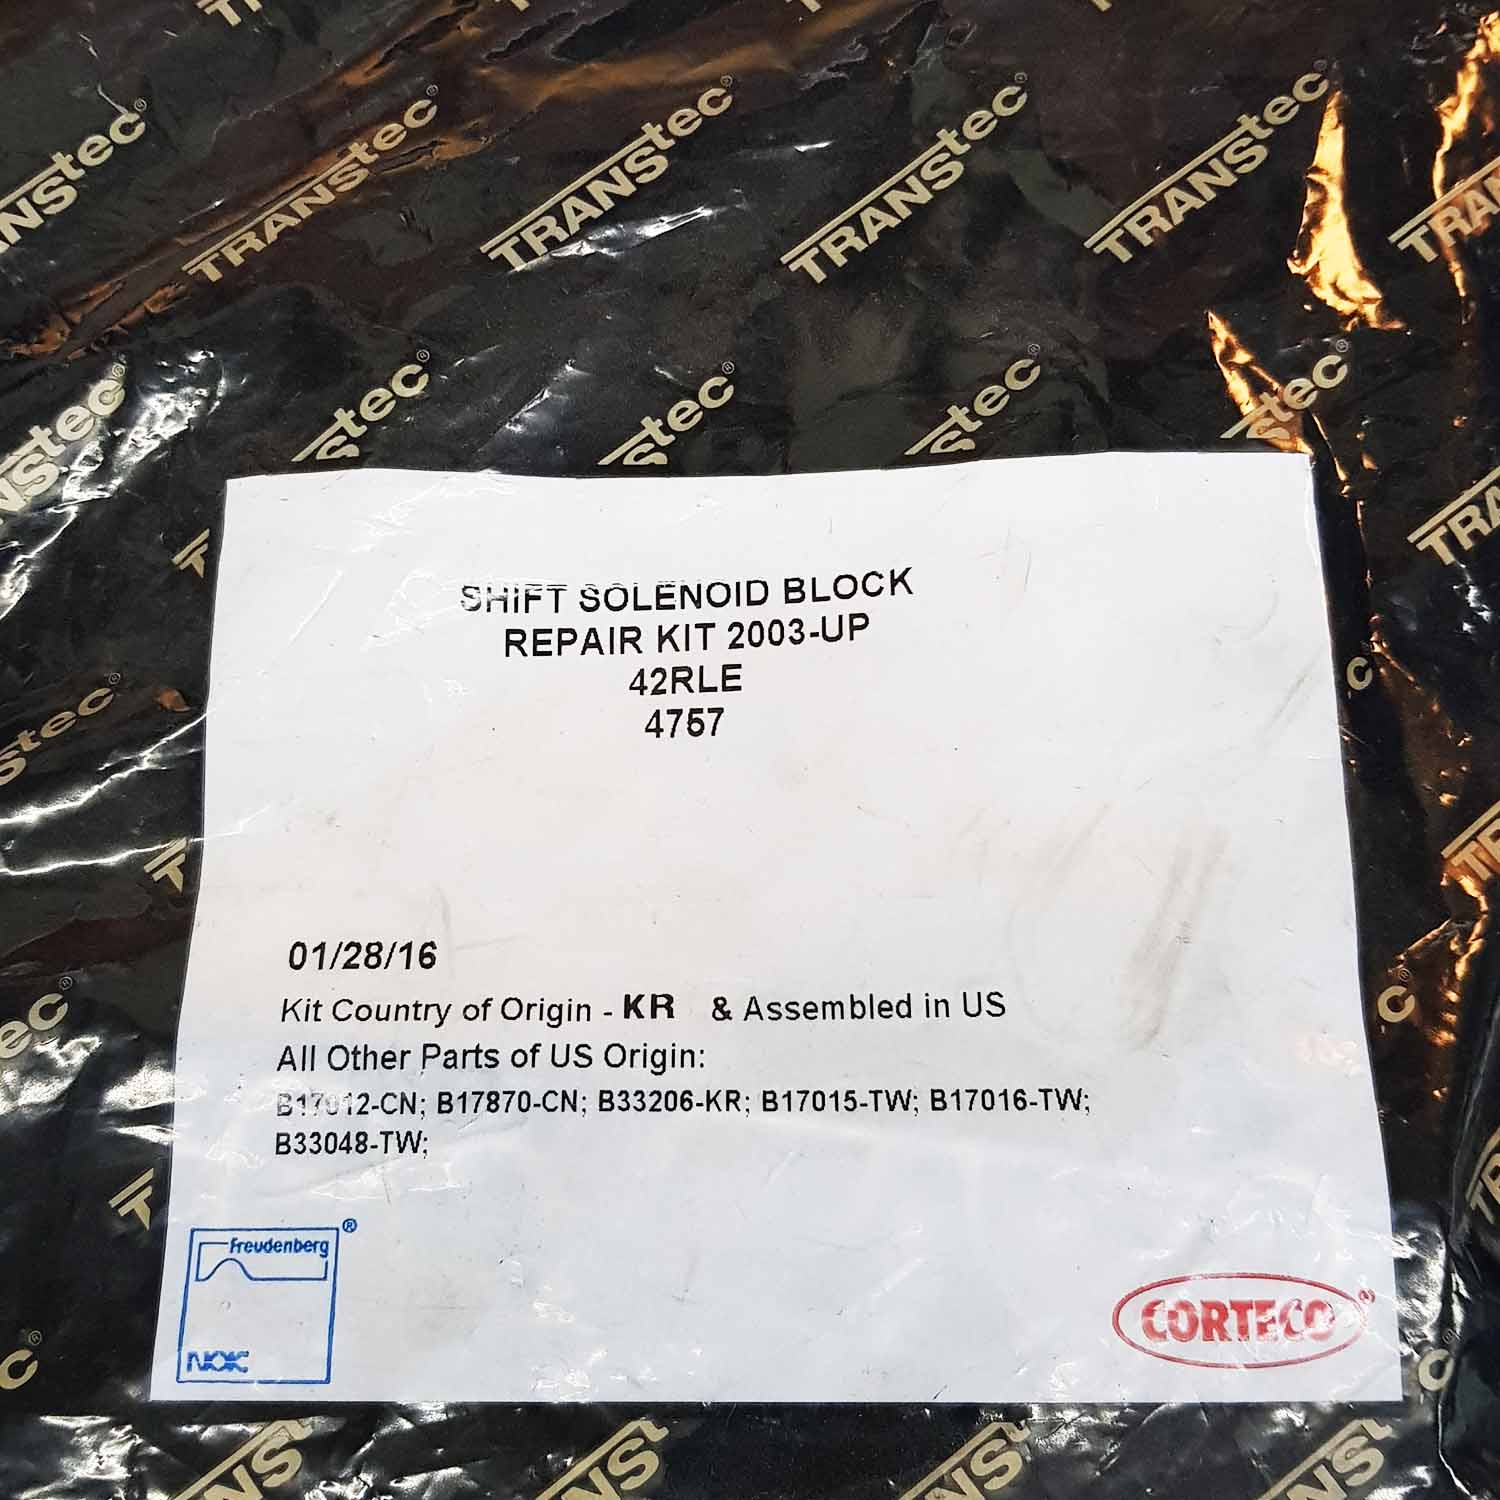 TRANStec®
SHIFT SOLENOID BLOCK
REPAIR KIT 2003-UP
42RLE
4757
01/28/16
Kit Country of Origin - KR & Assembled in US
All Other Parts of US Origin:
B17012-CN; B17870-CN; B33206-KR; B17015-TW; B17016-TW;
B33048-TW;
Freudenberg ®
NOK
CORTECO ®